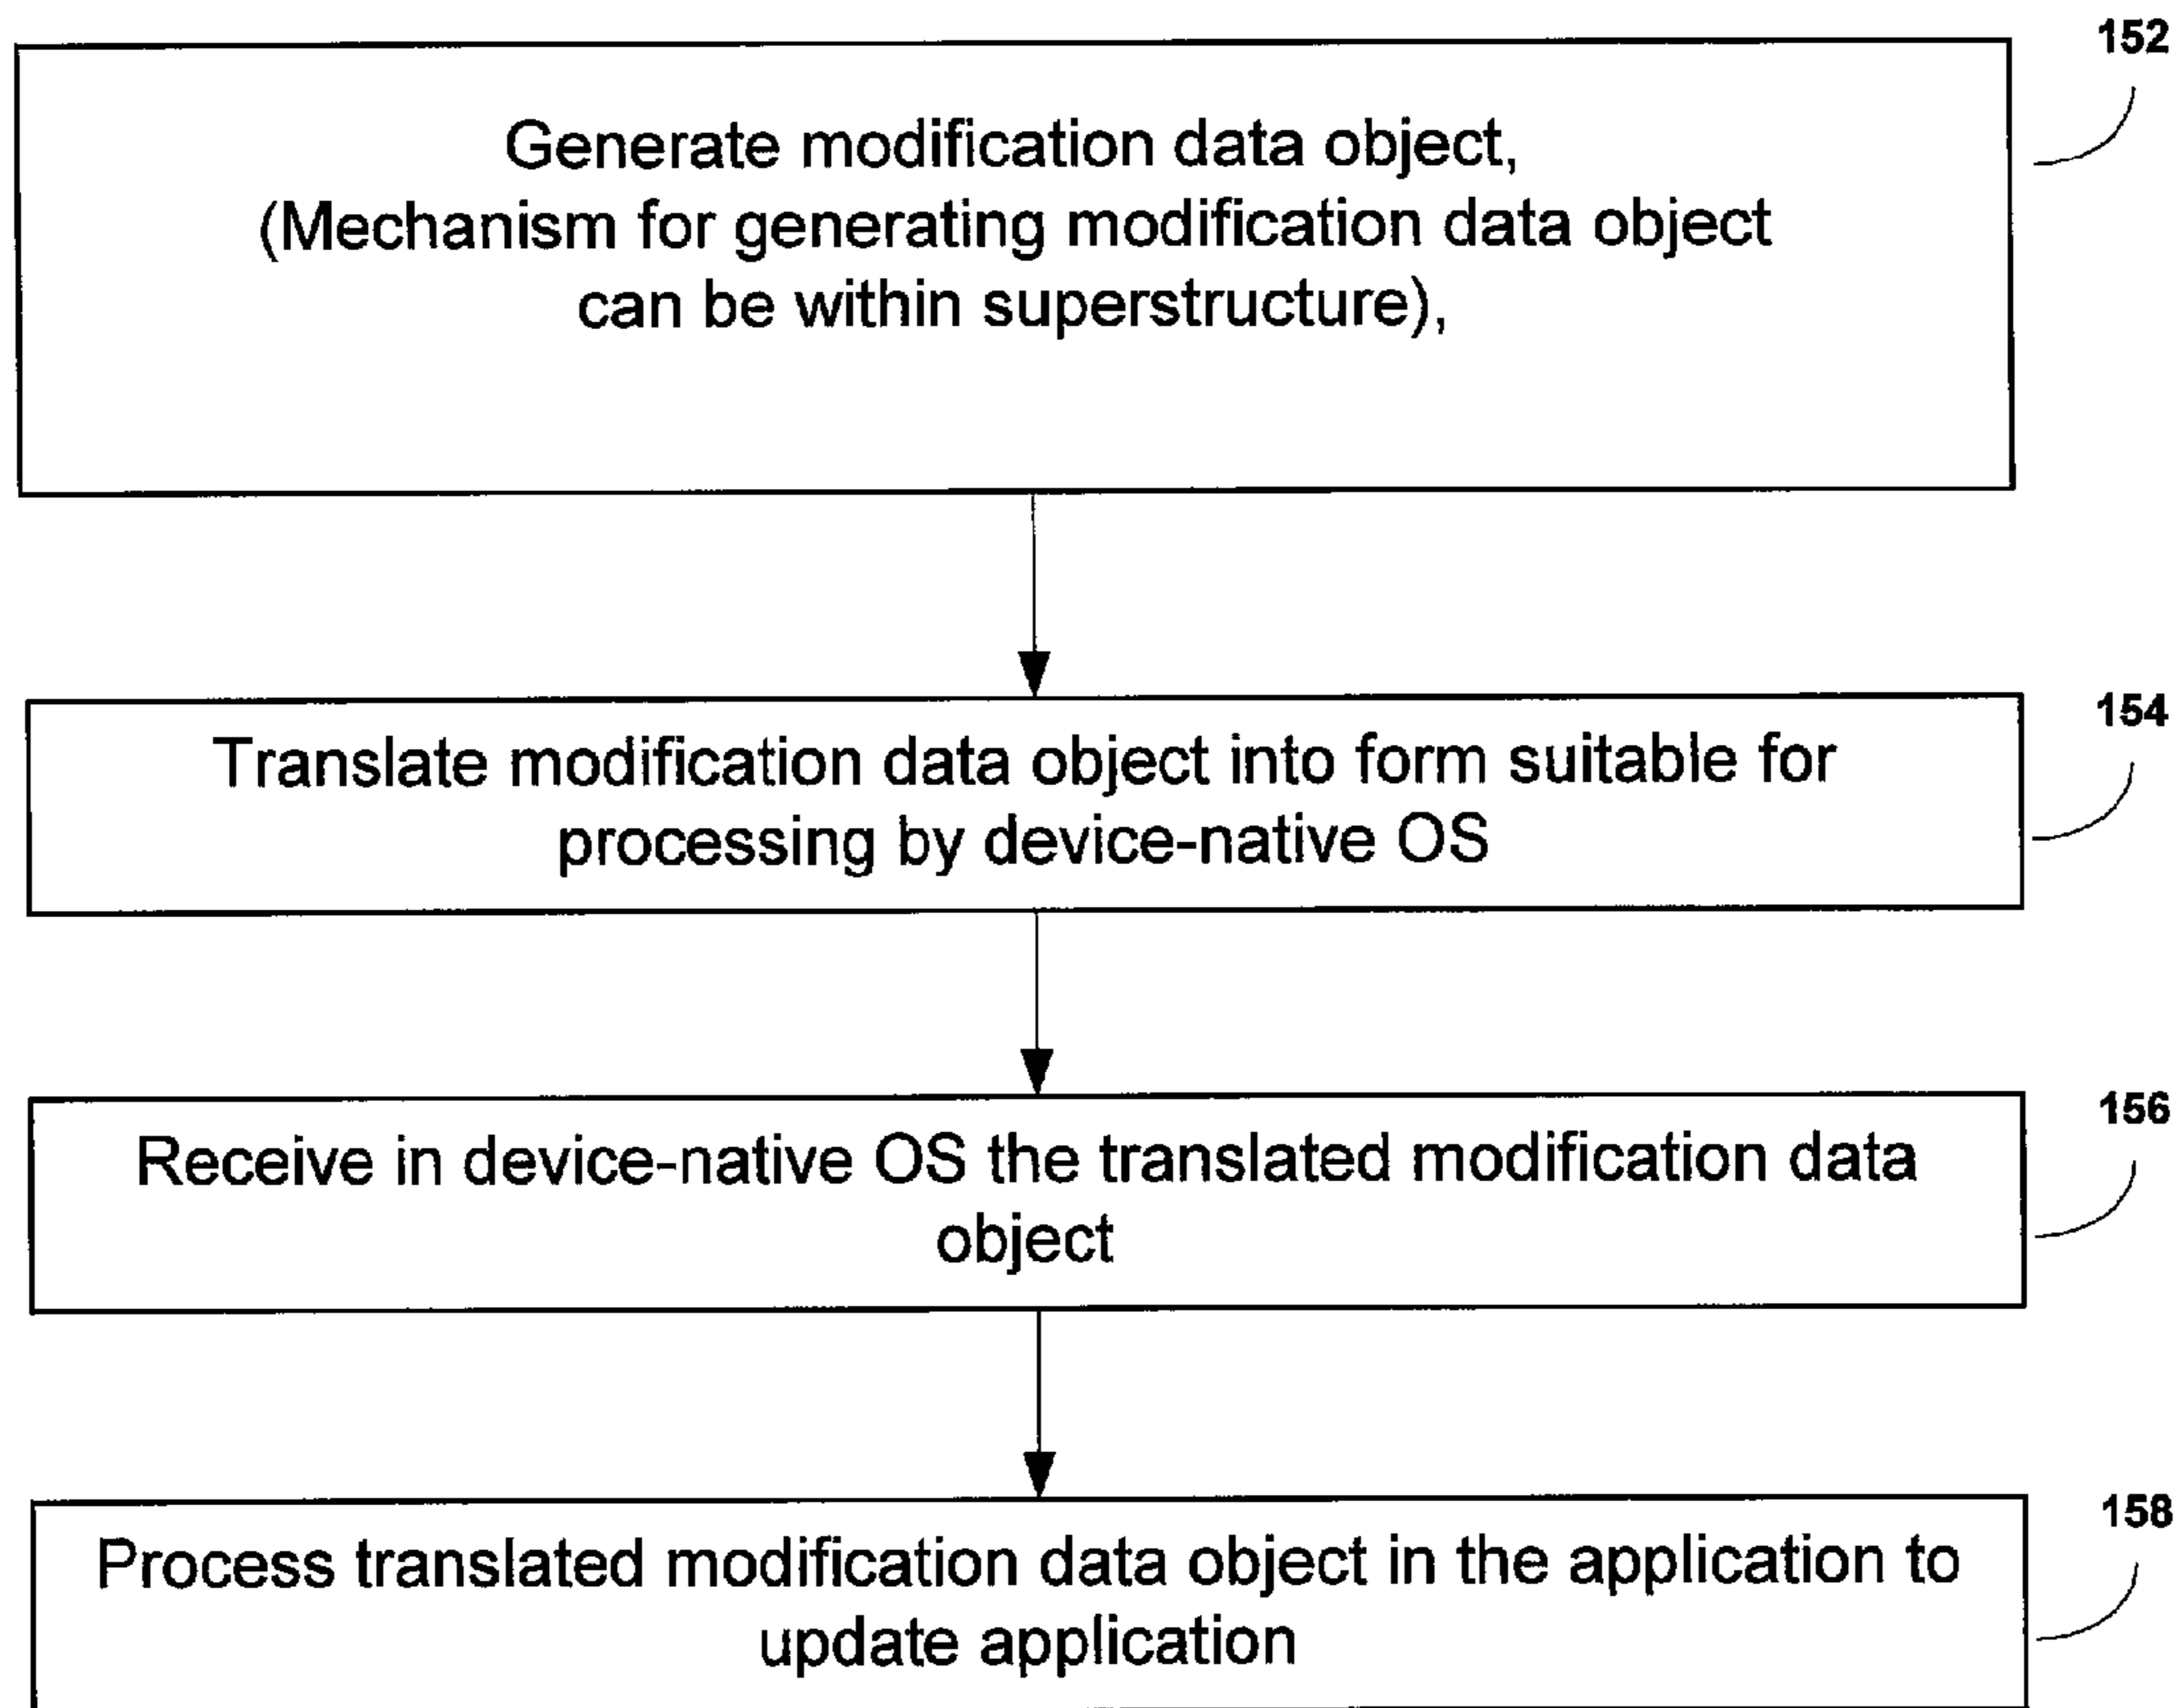 152
Generate modification data object,
(Mechanism for generating modification data object
can be within superstructure),
154
Translate modification data object into form suitable for
processing by device-native OS
156
Receive in device-native OS the translated modification data
object
158
Process translated modification data object in the application to
update application